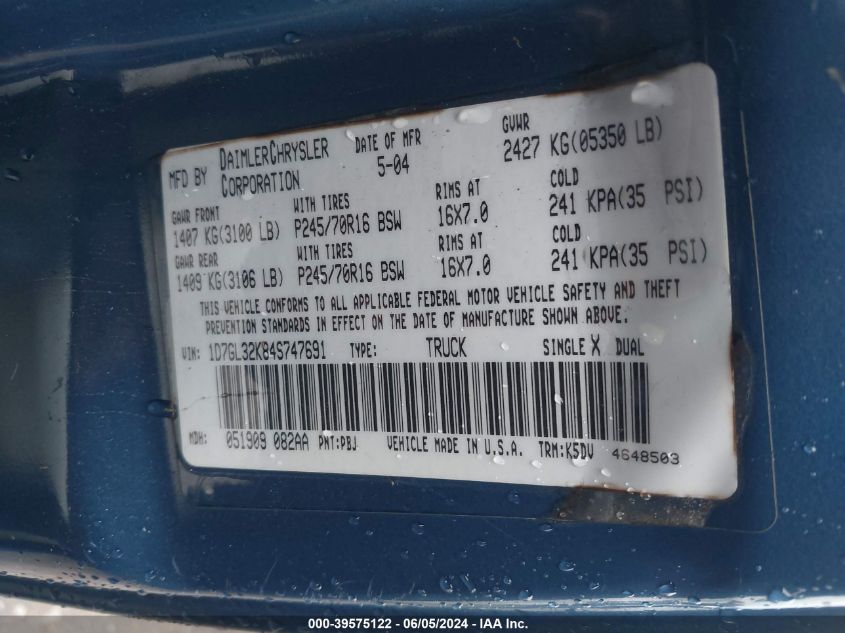 MFD BY DAIMLERCHRYSLER CORPORATION DATE OF MFR 5-04 GVWR 2427 KG(05350 LB)
GAWR FRONT WITH TIRES RIMS AT COLD
1407 KG(3100 LB) P245/70R16 BSW 16X7.0 241 KPA(35 PSI)
GAWR REAR WITH TIRES RIMS AT COLD
1409 KG(3106 LB) P245/70R16 BSW 16X7.0 241 KPA(35 PSI)
THIS VEHICLE CONFORMS TO ALL APPLICABLE FEDERAL MOTOR VEHICLE SAFETY AND THEFT
PREVENTION STANDARDS IN EFFECT ON THE DATE OF MANUFACTURE SHOWN ABOVE.
VIN: 1D7GL32K84S747691 TYPE: TRUCK SINGLE X DUAL
MDH: 051909 082AA PNT:PBJ VEHICLE MADE IN U.S.A. TRM:K5DV 4648503
000-39575122 - 06/05/2024 - IAA Inc.